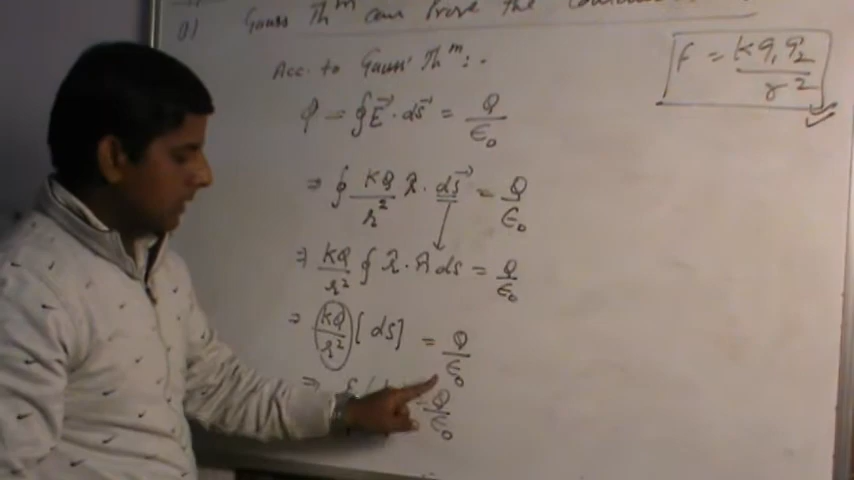 Q) Gauss Thᵐ can Prove the
Acc. to Gauss' Thᵐ :-
F = Kq₁q₂/r²
φ = ∮E⃗·ds⃗ = Q/ε₀
⇒ ∮ KQ/r² r̂ · ds⃗ = Q/ε₀
⇒ KQ/r² ∮ r̂ · n̂ ds = Q/ε₀
⇒ KQ/r² [ ds] = Q/ε₀
⇒ = Q/ε₀